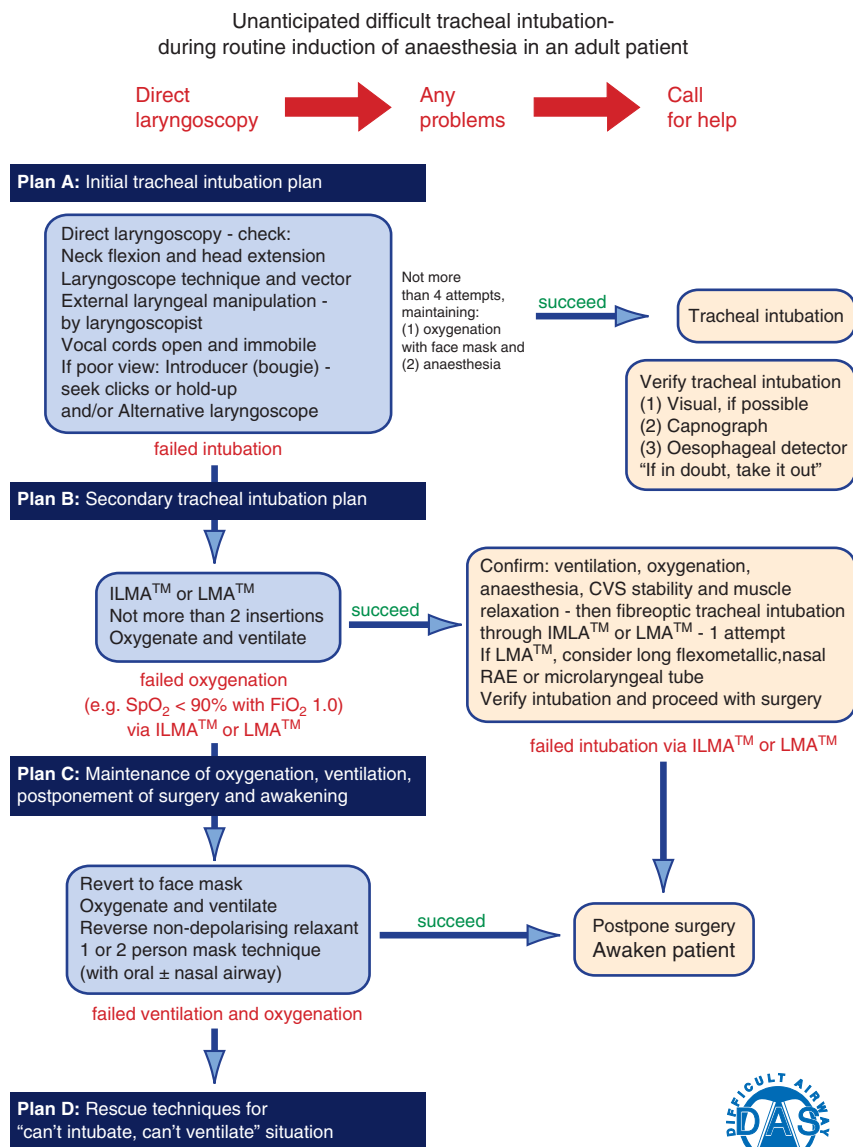 Unanticipated difficult tracheal intubation-
during routine induction of anaesthesia in an adult patient
Direct
laryngoscopy
Any
problems
Call
for help
Plan A: Initial tracheal intubation plan
Direct laryngoscopy - check:
Neck flexion and head extension
Laryngoscope technique and vector
External laryngeal manipulation -
by laryngoscopist
Vocal cords open and immobile
If poor view: Introducer (bougie) -
seek clicks or hold-up
and/or Alternative laryngoscope
Not more
than 4 attempts,
maintaining:
(1) oxygenation
with face mask and
(2) anaesthesia
succeed
Tracheal intubation
Verify tracheal intubation
(1) Visual, if possible
(2) Capnograph
(3) Oesophageal detector
“If in doubt, take it out”
failed intubation
Plan B: Secondary tracheal intubation plan
ILMA™ or LMA™
Not more than 2 insertions
Oxygenate and ventilate
succeed
Confirm: ventilation, oxygenation,
anaesthesia, CVS stability and muscle
relaxation - then fibreoptic tracheal intubation
through IMLA™ or LMA™ - 1 attempt
If LMA™, consider long flexometallic,nasal
RAE or microlaryngeal tube
Verify intubation and proceed with surgery
failed oxygenation
(e.g. SpO₂ < 90% with FiO₂ 1.0)
via ILMA™ or LMA™
failed intubation via ILMA™ or LMA™
Plan C: Maintenance of oxygenation, ventilation,
postponement of surgery and awakening
Revert to face mask
Oxygenate and ventilate
Reverse non-depolarising relaxant
1 or 2 person mask technique
(with oral ± nasal airway)
succeed
Postpone surgery
Awaken patient
failed ventilation and oxygenation
Plan D: Rescue techniques for
“can't intubate, can't ventilate” situation
DIFFICULT AIRWAY
DAS